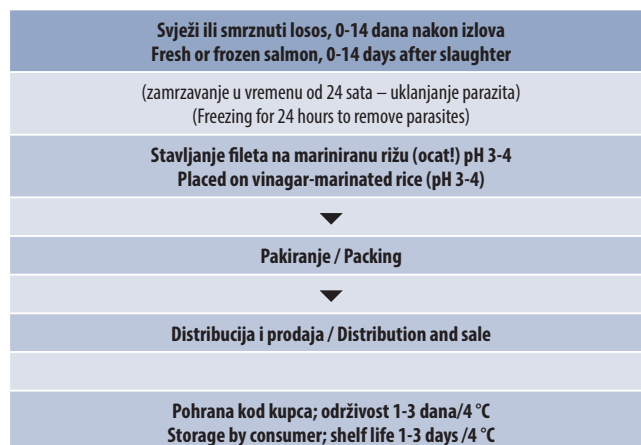 Svježi ili smrznuti losos, 0-14 dana nakon izlova
Fresh or frozen salmon, 0-14 days after slaughter
(zamrzavanje u vremenu od 24 sata – uklanjanje parazita)
(Freezing for 24 hours to remove parasites)
Stavljanje fileta na mariniranu rižu (ocat!) pH 3-4
Placed on vinagar-marinated rice (pH 3-4)
Pakiranje / Packing
Distribucija i prodaja / Distribution and sale
Pohrana kod kupca; održivost 1-3 dana/4 °C
Storage by consumer; shelf life 1-3 days /4 °C